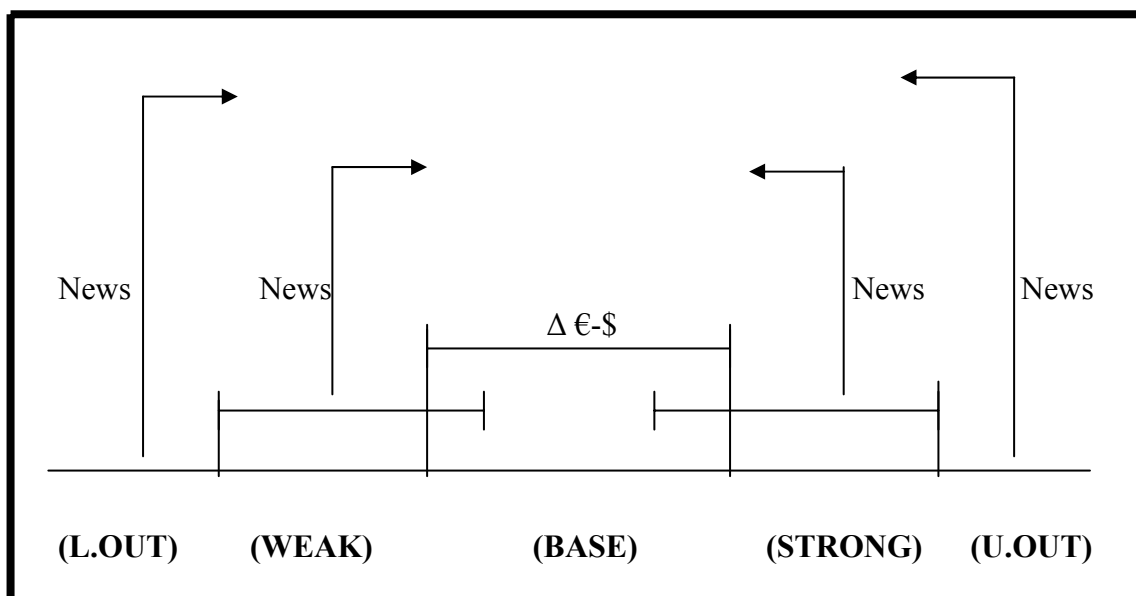 News News News News
Δ €-$
(L.OUT) (WEAK) (BASE) (STRONG) (U.OUT)